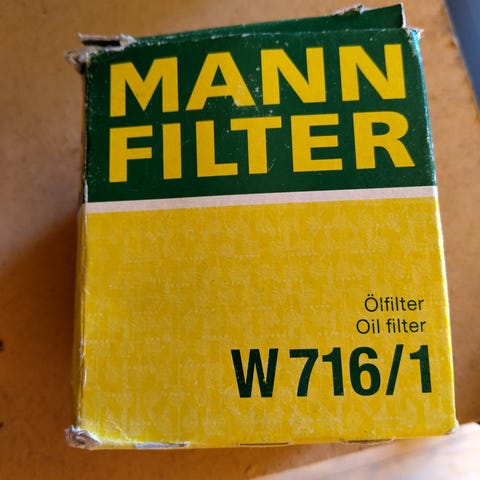 MANN
FILTER
Ölfilter
Oil filter
W 716/1